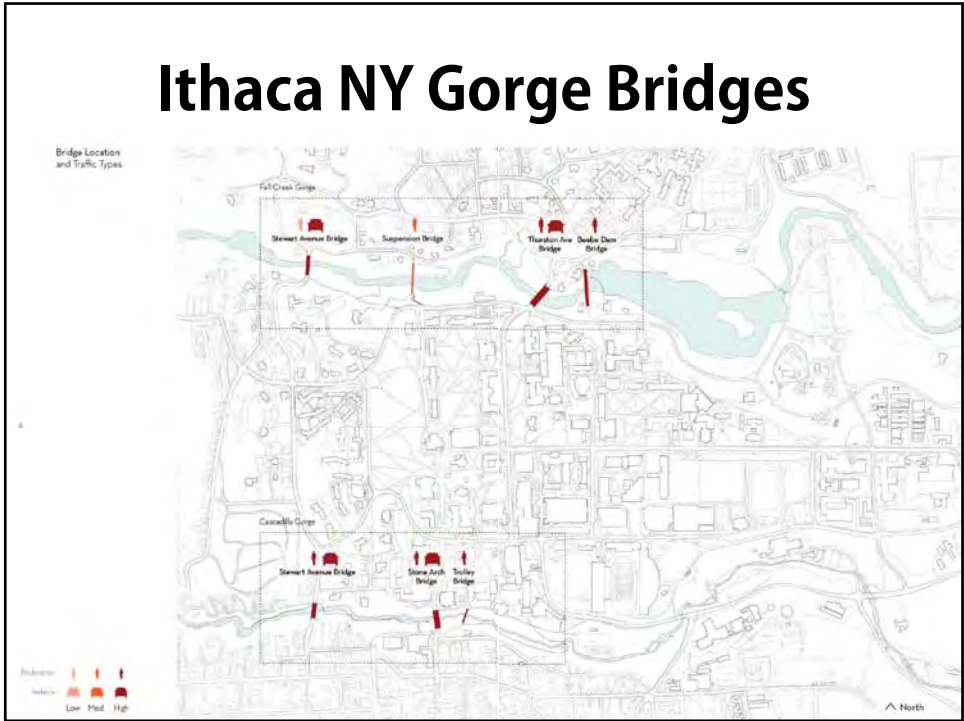 Ithaca NY Gorge Bridges
Bridge Location
and Traffic Types
Fall Creek Gorge
Stewart Avenue Bridge
Suspension Bridge
Thurston Ave
Bridge
Beebe Dam
Bridge
Cascadilla Gorge
Stewart Avenue Bridge
Stone Arch
Bridge
Trolley
Bridge
Pedestrian
Vehicle
Low Med High
North